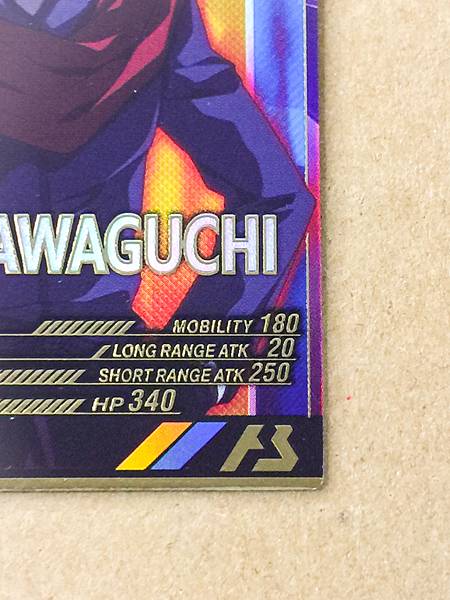 AWAGUCHI
MOBILITY 180
LONG RANGE ATK 20
SHORT RANGE ATK 250
HP 340